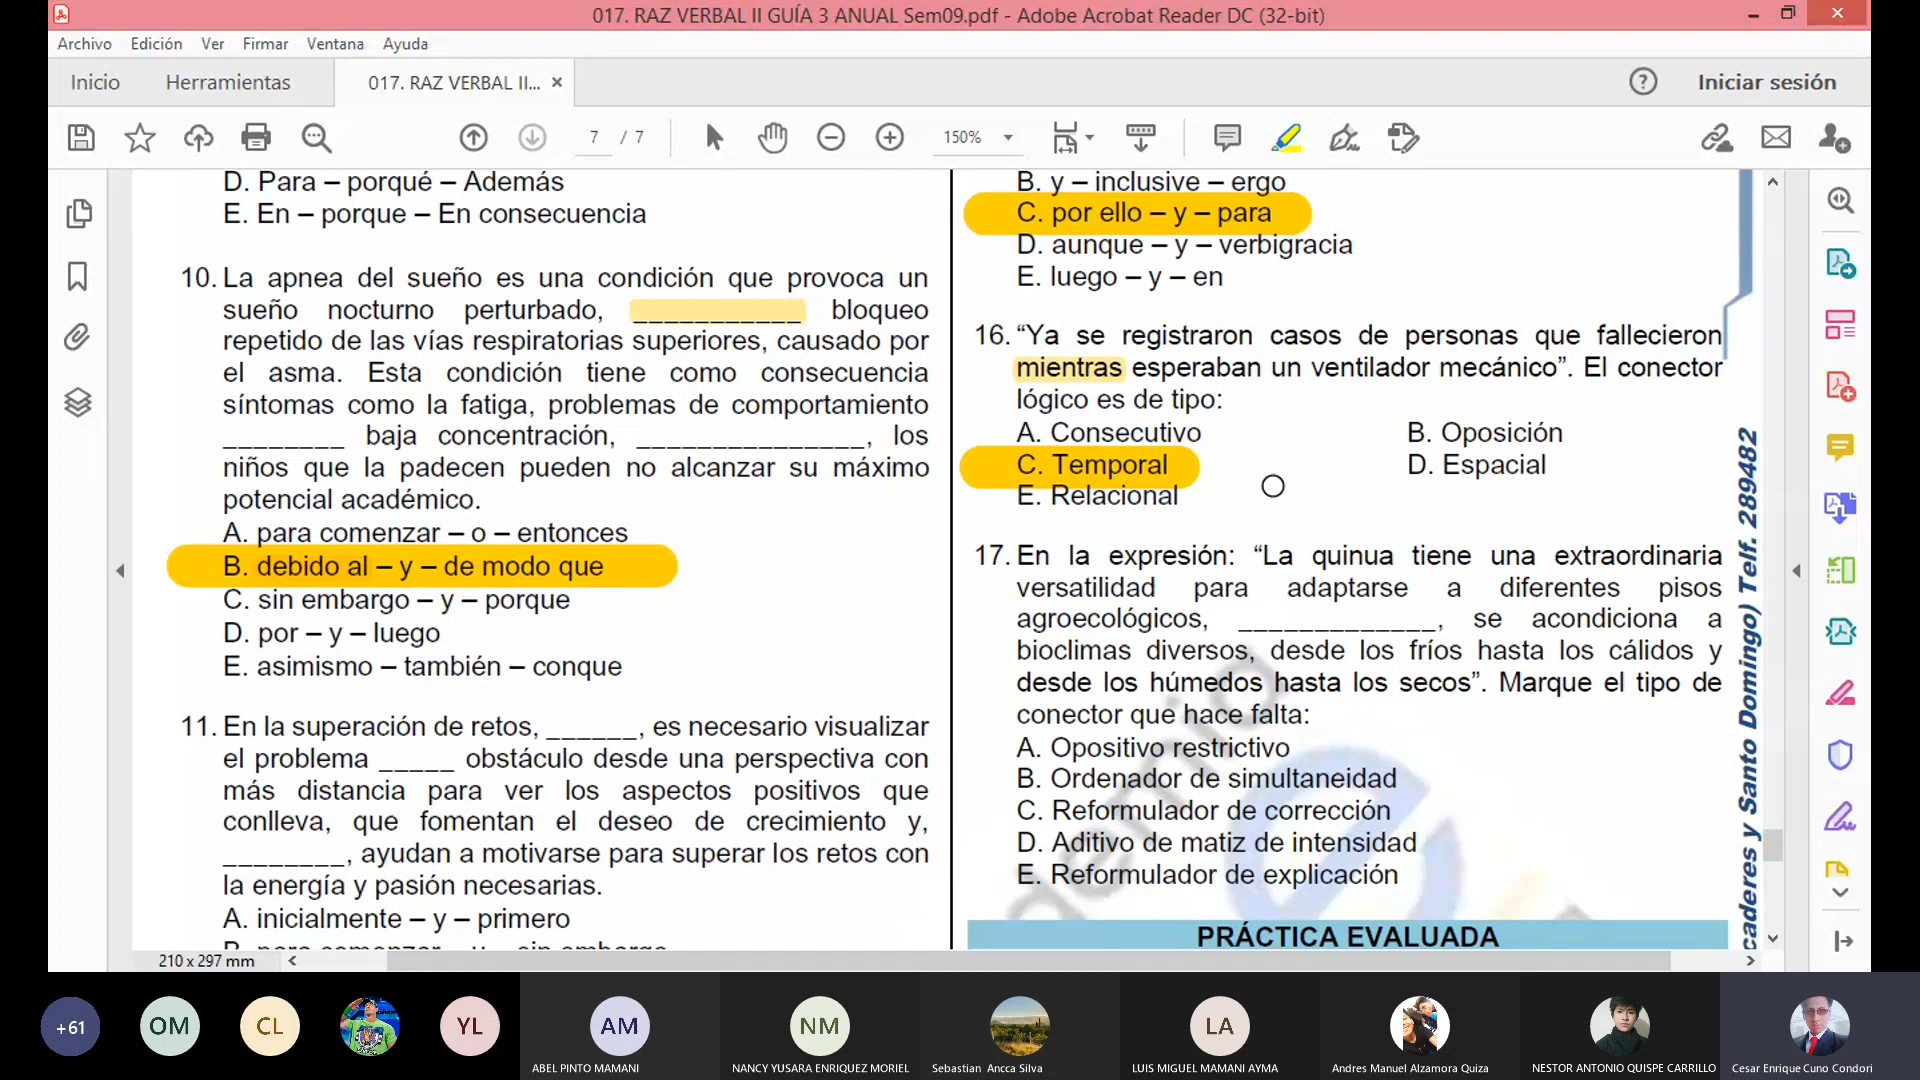 017. RAZ VERBAL II GUÍA 3 ANUAL Sem09.pdf - Adobe Acrobat Reader DC (32-bit)
Archivo Edición Ver Firmar Ventana Ayuda
Inicio Herramientas 017. RAZ VERBAL II... × Iniciar sesión
7 / 7 150%
D. Para – porqué – Además
E. En – porque – En consecuencia
10. La apnea del sueño es una condición que provoca un
sueño nocturno perturbado, ___________ bloqueo
repetido de las vías respiratorias superiores, causado por
el asma. Esta condición tiene como consecuencia
síntomas como la fatiga, problemas de comportamiento
________ baja concentración, _______________, los
niños que la padecen pueden no alcanzar su máximo
potencial académico.
A. para comenzar – o – entonces
B. debido al – y – de modo que
C. sin embargo – y – porque
D. por – y – luego
E. asimismo – también – conque
11. En la superación de retos, ______, es necesario visualizar
el problema _____ obstáculo desde una perspectiva con
más distancia para ver los aspectos positivos que
conlleva, que fomentan el deseo de crecimiento y,
________, ayudan a motivarse para superar los retos con
la energía y pasión necesarias.
A. inicialmente – y – primero
B. para comenzar – y – sin embargo
B. y – inclusive – ergo
C. por ello – y – para
D. aunque – y – verbigracia
E. luego – y – en
16. “Ya se registraron casos de personas que fallecieron
mientras esperaban un ventilador mecánico”. El conector
lógico es de tipo:
A. Consecutivo B. Oposición
C. Temporal D. Espacial
E. Relacional
17. En la expresión: “La quinua tiene una extraordinaria
versatilidad para adaptarse a diferentes pisos
agroecológicos, _____________, se acondiciona a
bioclimas diversos, desde los fríos hasta los cálidos y
desde los húmedos hasta los secos”. Marque el tipo de
conector que hace falta:
A. Opositivo restrictivo
B. Ordenador de simultaneidad
C. Reformulador de corrección
D. Aditivo de matiz de intensidad
E. Reformulador de explicación
PRÁCTICA EVALUADA
caderes y Santo Domingo) Telf. 289482
demia
210 x 297 mm
+61 OM CL YL AM NM LA
ABEL PINTO MAMANI NANCY YUSARA ENRIQUEZ MORIEL Sebastian Ancca Silva LUIS MIGUEL MAMANI AYMA Andres Manuel Alzamora Quiza NESTOR ANTONIO QUISPE CARRILLO Cesar Enrique Cuno Condori